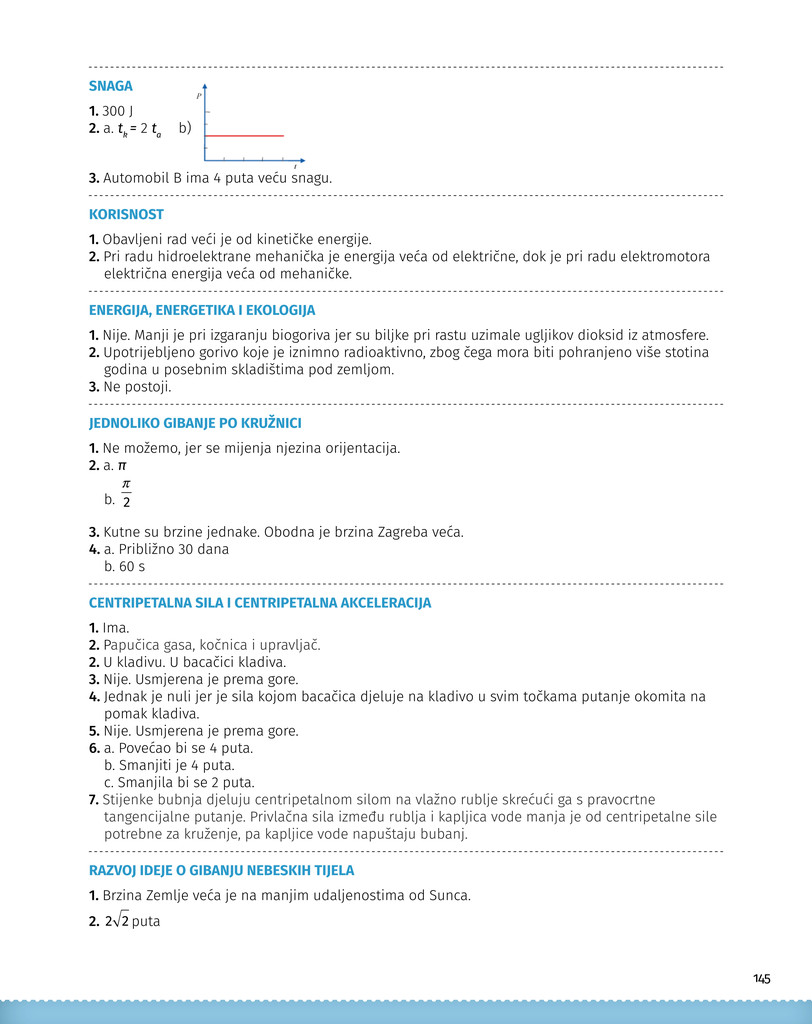 SNAGA
1. 300 J
P
2. a. tk = 2 ta b)
t
3. Automobil B ima 4 puta veću snagu.
KORISNOST
1. Obavljeni rad veći je od kinetičke energije.
2. Pri radu hidroelektrane mehanička je energija veća od električne, dok je pri radu elektromotora
električna energija veća od mehaničke.
ENERGIJA, ENERGETIKA I EKOLOGIJA
1. Nije. Manji je pri izgaranju biogoriva jer su biljke pri rastu uzimale ugljikov dioksid iz atmosfere.
2. Upotrijebljeno gorivo koje je iznimno radioaktivno, zbog čega mora biti pohranjeno više stotina
godina u posebnim skladištima pod zemljom.
3. Ne postoji.
JEDNOLIKO GIBANJE PO KRUŽNICI
1. Ne možemo, jer se mijenja njezina orijentacija.
2. a. π
b. π/2
3. Kutne su brzine jednake. Obodna je brzina Zagreba veća.
4. a. Približno 30 dana
b. 60 s
CENTRIPETALNA SILA I CENTRIPETALNA AKCELERACIJA
1. Ima.
2. Papučica gasa, kočnica i upravljač.
2. U kladivu. U bacačici kladiva.
3. Nije. Usmjerena je prema gore.
4. Jednak je nuli jer je sila kojom bacačica djeluje na kladivo u svim točkama putanje okomita na
pomak kladiva.
5. Nije. Usmjerena je prema gore.
6. a. Povećao bi se 4 puta.
b. Smanjiti je 4 puta.
c. Smanjila bi se 2 puta.
7. Stijenke bubnja djeluju centripetalnom silom na vlažno rublje skrećući ga s pravocrtne
tangencijalne putanje. Privlačna sila između rublja i kapljica vode manja je od centripetalne sile
potrebne za kruženje, pa kapljice vode napuštaju bubanj.
RAZVOJ IDEJE O GIBANJU NEBESKIH TIJELA
1. Brzina Zemlje veća je na manjim udaljenostima od Sunca.
2. 2√2 puta
145